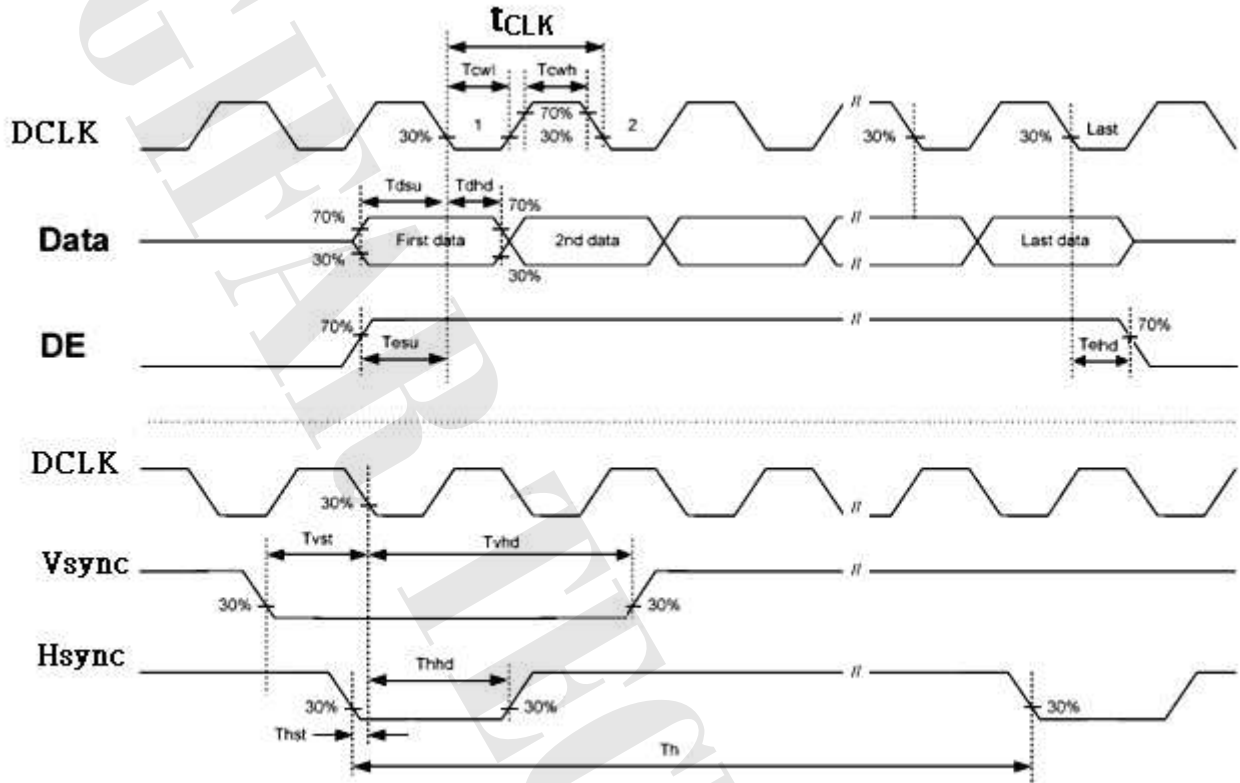 tCLK
Tcwl Tcwh
DCLK 30% 1 70% 30% 2 // 30% 30% Last
Tdsu Tdhd
70% 70%
Data First data 2nd data // Last data
30% 30%
DE 70% // 70%
Tesu Tehd
DCLK 30% //
Tvst Tvhd
Vsync 30% 30% //
Hsync Thhd //
30% 30% 30%
Thst
Th